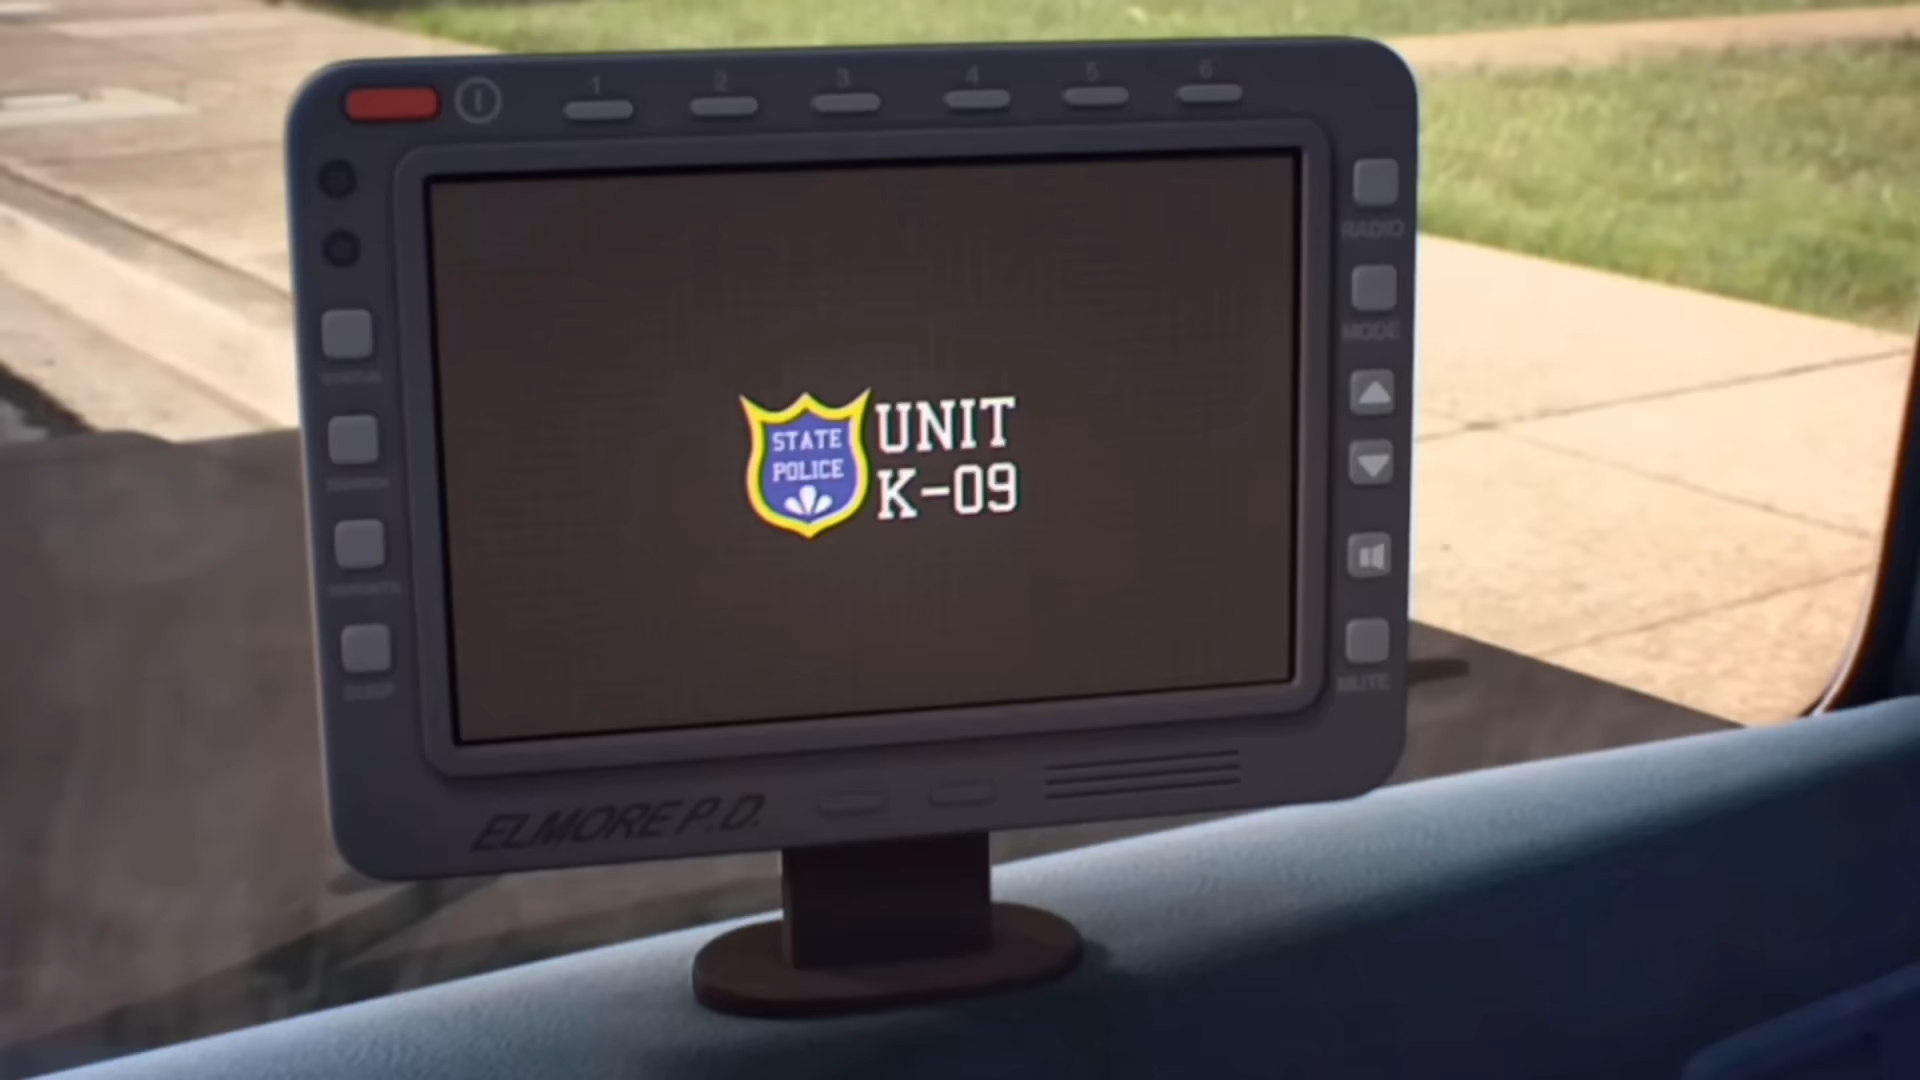 1 2 3 4 5 6
RADIO
MODE
STATE
POLICE
UNIT
K-09
MUTE
ELMORE P.D.